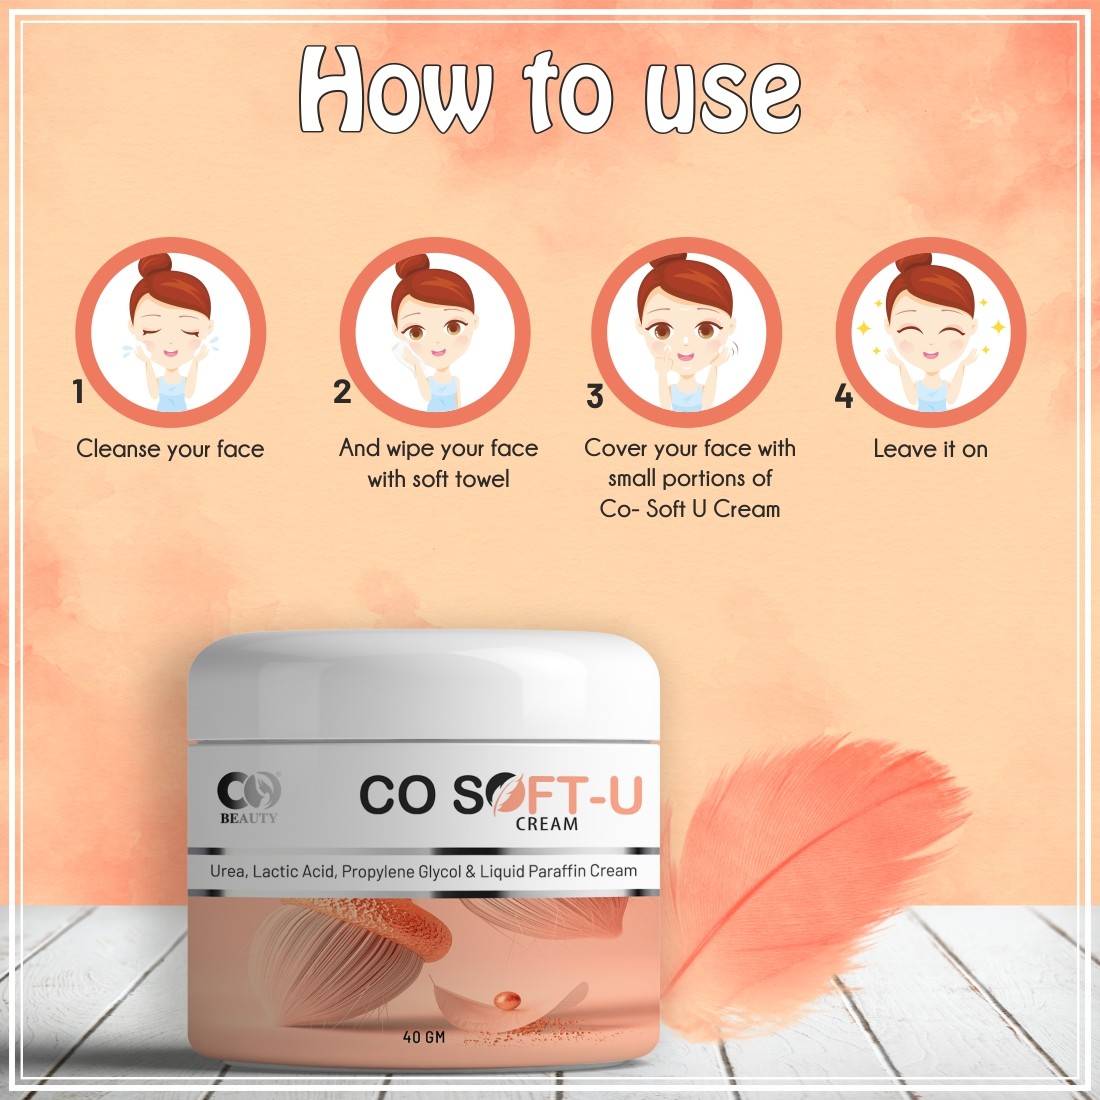 How to use
1
Cleanse your face
2
And wipe your face
with soft towel
3
Cover your face with
small portions of
Co- Soft U Cream
4
Leave it on
CO
BEAUTY
CO SOFT-U
CREAM
Urea, Lactic Acid, Propylene Glycol & Liquid Paraffin Cream
40 GM